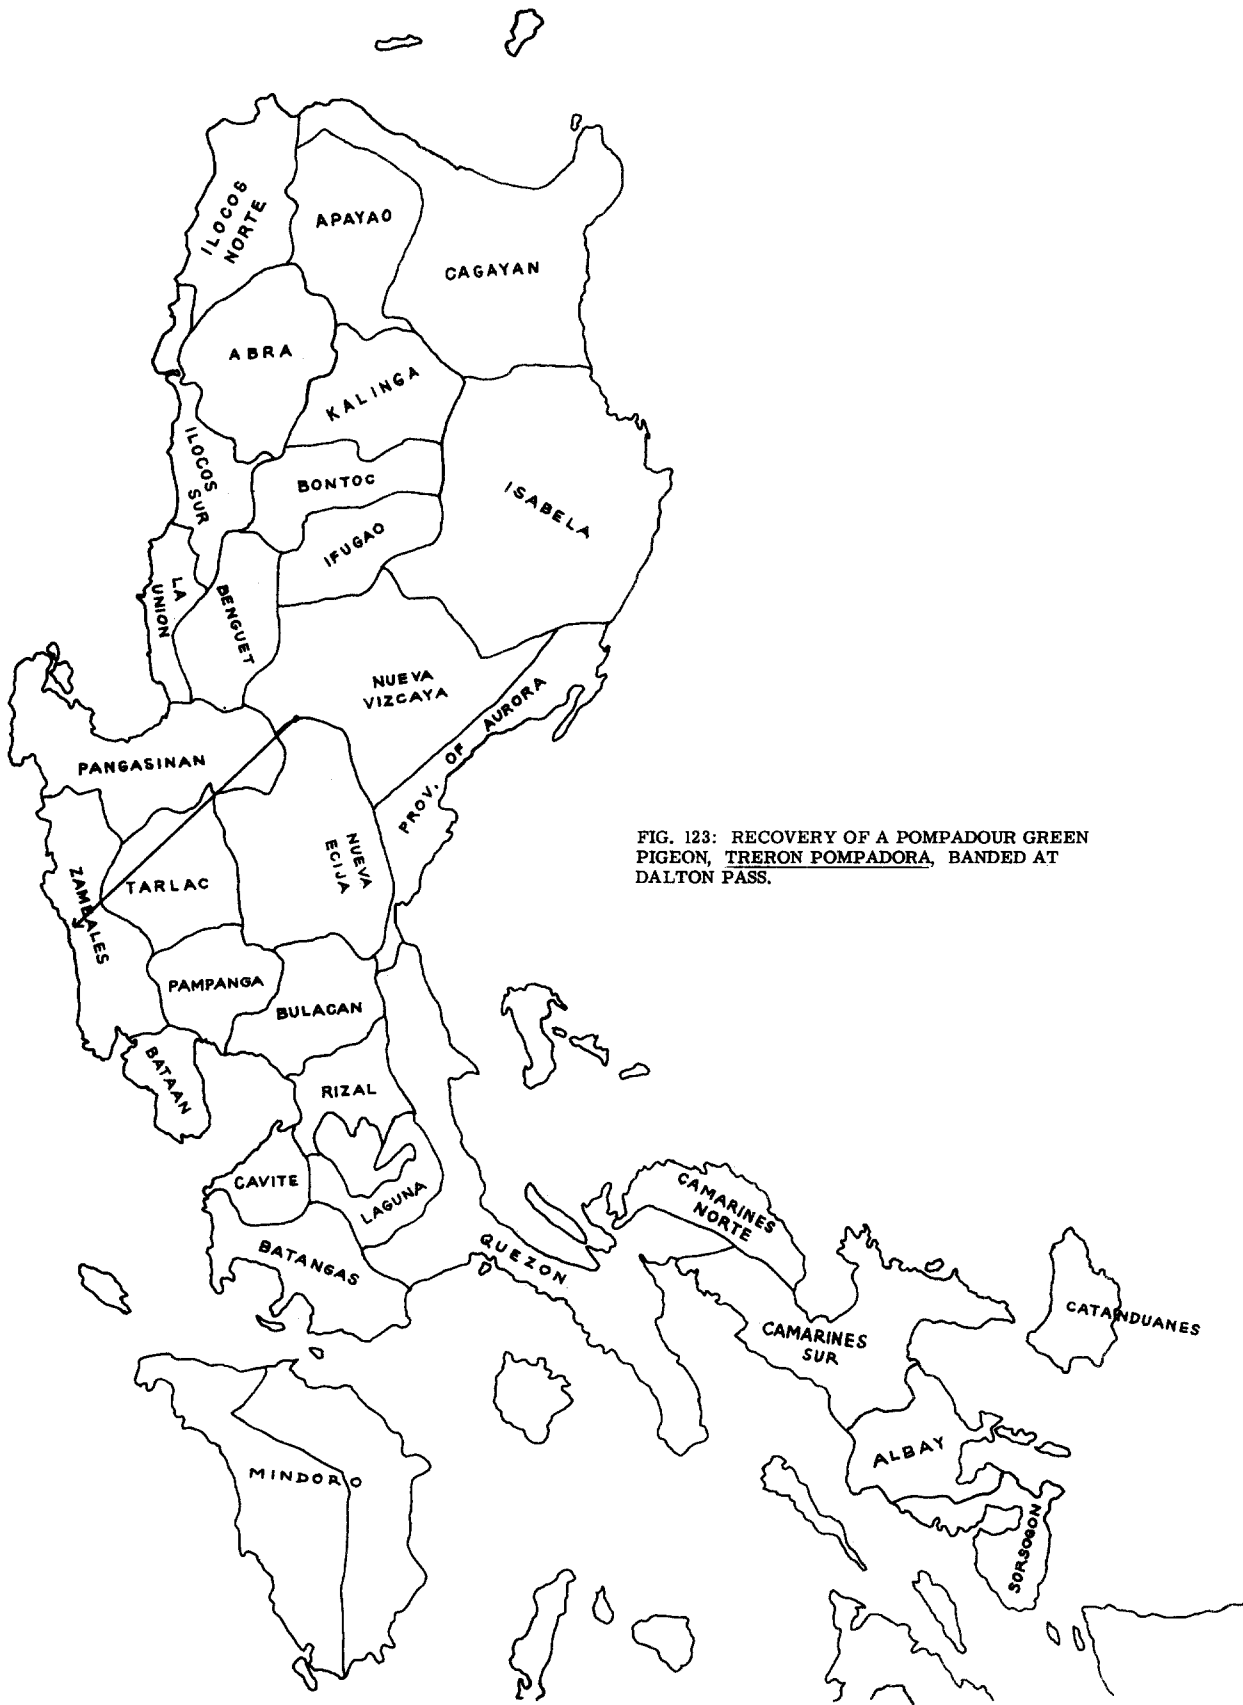 ILOCOS
NORTE
APAYAO
CAGAYAN
ABRA
KALINGA
ILOCOS
SUR
BONTOC
ISABELA
IFUGAO
LA
UNION
BENGUET
NUEVA
VIZCAYA
PROV. OF AURORA
PANGASINAN
NUEVA
ECIJA
ZAMBALES
TARLAC
FIG. 123: RECOVERY OF A POMPADOUR GREEN
PIGEON, TRERON POMPADORA, BANDED AT
DALTON PASS.
PAMPANGA
BULACAN
BATAAN
RIZAL
CAVITE
LAGUNA
BATANGAS
QUEZON
CAMARINES
NORTE
CATANDUANES
CAMARINES
SUR
ALBAY
MINDORO
SORSOGON